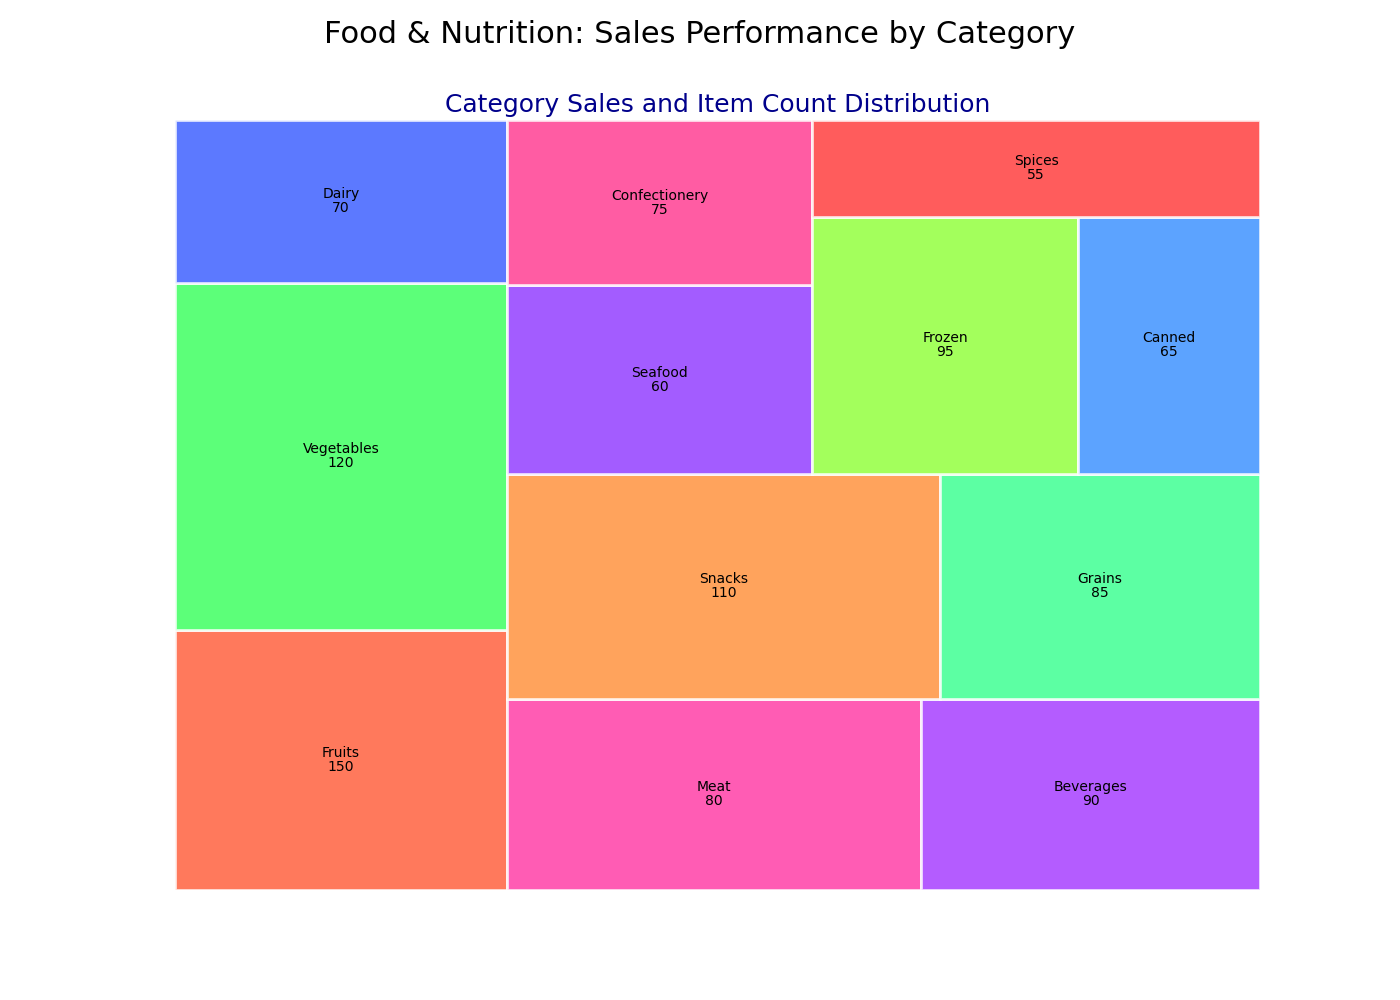 Food & Nutrition: Sales Performance by Category
Category Sales and Item Count Distribution
Dairy
70
Confectionery
75
Spices
55
Vegetables
120
Seafood
60
Frozen
95
Canned
65
Snacks
110
Grains
85
Fruits
150
Meat
80
Beverages
90